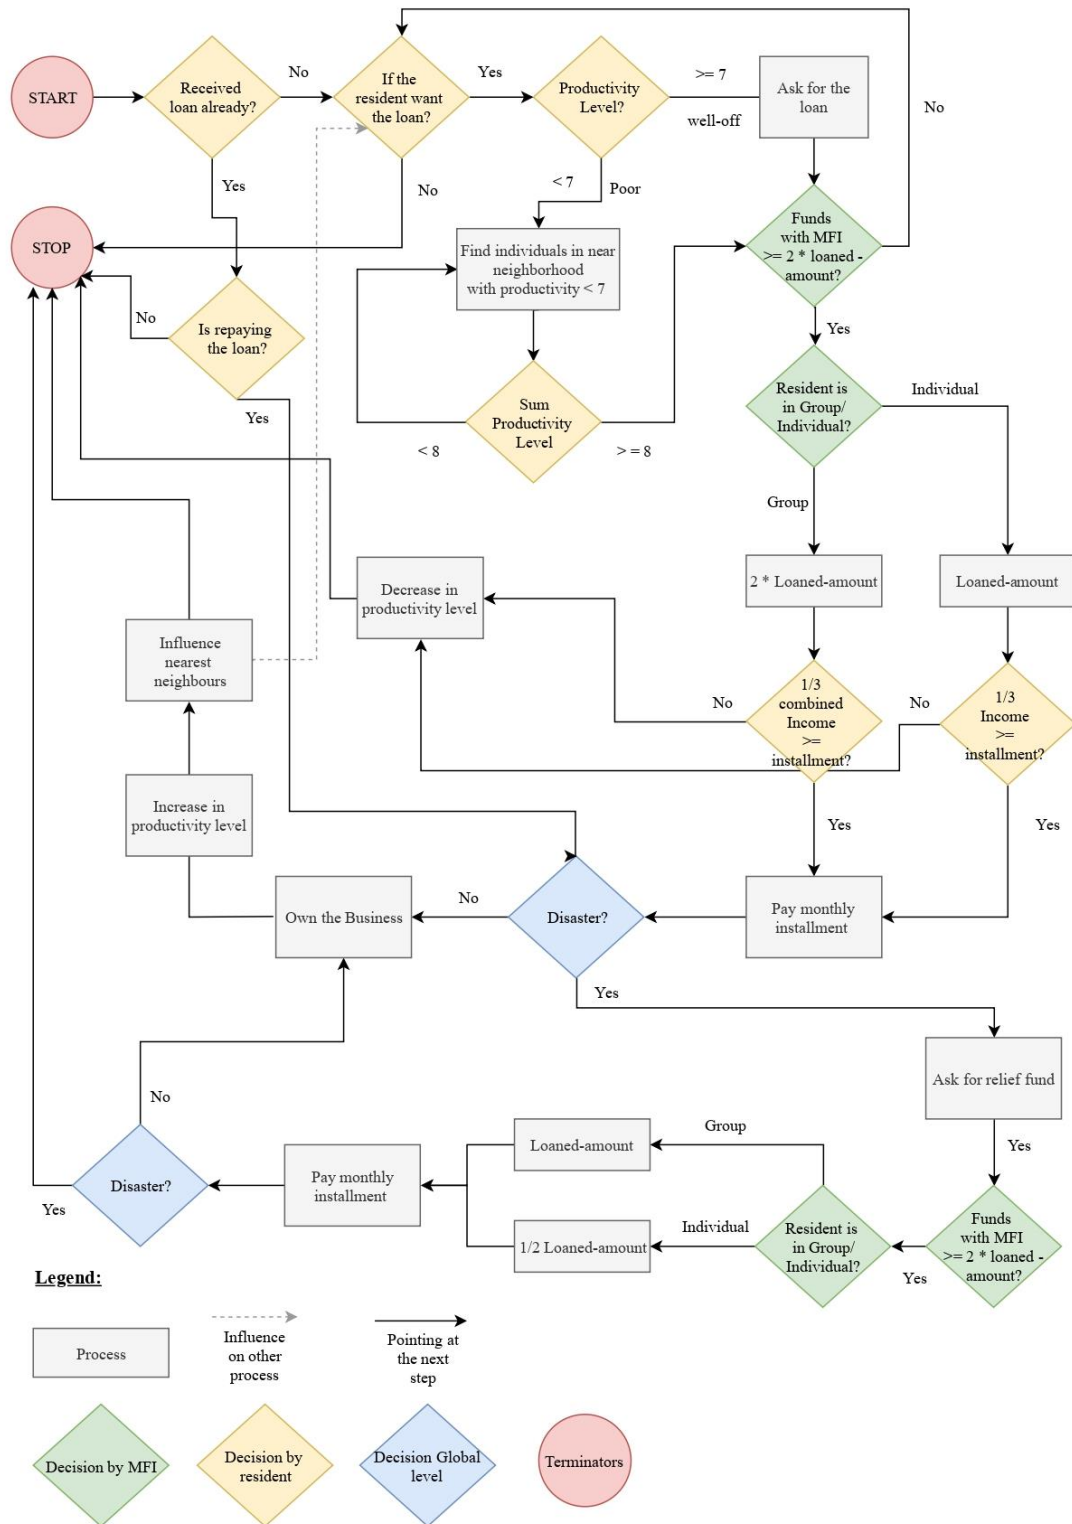 START
Received
loan already?
No
If the
resident want
the loan?
Yes
Productivity
Level?
>= 7
well-off
Ask for the
loan
No
Yes
No
< 7
Poor
STOP
Find individuals in near
neighborhood
with productivity < 7
Funds
with MFI
>= 2 * loaned -
amount?
No
Is repaying
the loan?
Yes
Yes
Resident is
in Group/
Individual?
Individual
Sum
Productivity
Level
< 8
> = 8
Group
Decrease in
productivity level
2 * Loaned-amount
Loaned-amount
Influence
nearest
neighbours
No
1/3
combined
Income
>=
installment?
No
1/3
Income
>=
installment?
Increase in
productivity level
Yes
Yes
Own the Business
No
Disaster?
Pay monthly
installment
Yes
Ask for relief fund
No
Group
Loaned-amount
Yes
Disaster?
Yes
Pay monthly
installment
Individual
1/2 Loaned-amount
Resident is
in Group/
Individual?
Yes
Funds
with MFI
>= 2 * loaned -
amount?
Legend:
Process
Influence
on other
process
Pointing at
the next
step
Decision by MFI
Decision by
resident
Decision Global
level
Terminators